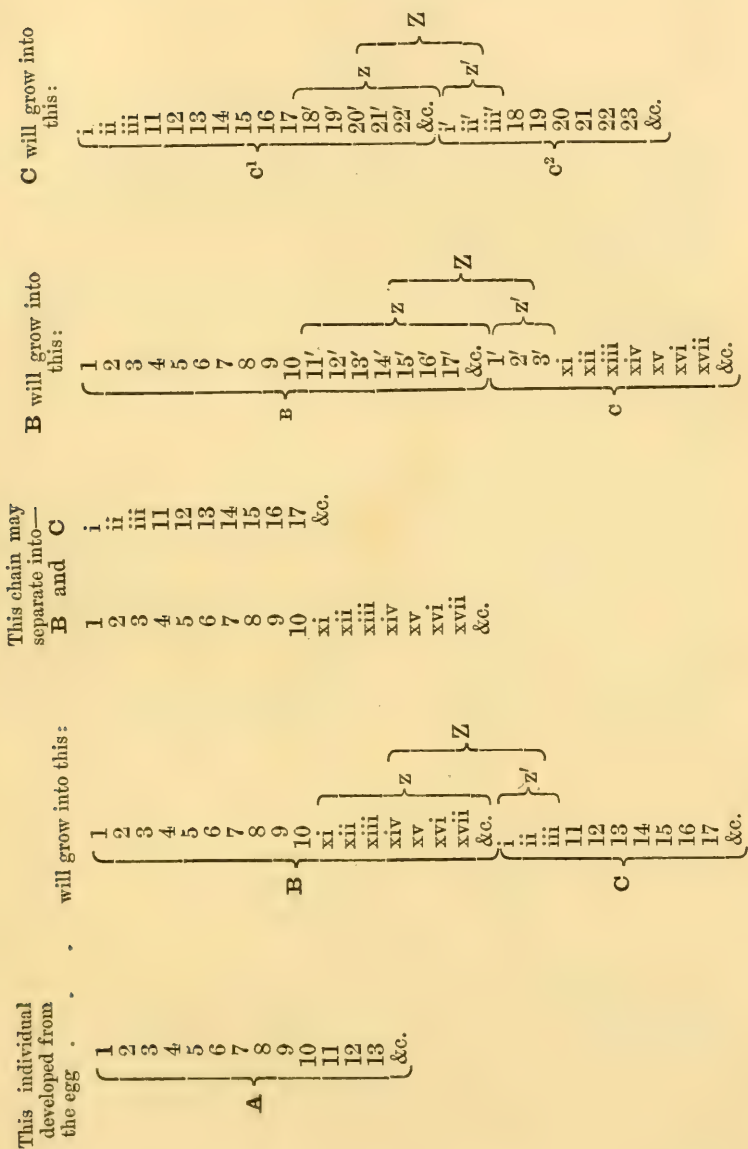 This individual
developed from
the egg . . . will grow into this:
A
1
2
3
4
5
6
7
8
9
10
11
12
13
&c.
B
1
2
3
4
5
6
7
8
9
10
xi
xii
xiii
xiv
xv
xvi
xvii
&c.
z
Z
C
i
ii
iii
11
12
13
14
15
16
17
&c.
z'
This chain may
separate into—
B and C
1
2
3
4
5
6
7
8
9
10
xi
xii
xiii
xiv
xv
xvi
xvii
&c.
i
ii
iii
11
12
13
14
15
16
17
&c.
B will grow into
this:
B
1
2
3
4
5
6
7
8
9
10
11'
12'
13'
14'
15'
16'
17'
&c.
z
Z
C
1'
2'
3'
xi
xii
xiii
xiv
xv
xvi
xvii
&c.
z'
C will grow into
this:
c¹
i
ii
iii
11
12
13
14
15
16
17
18'
19'
20'
21'
22'
&c.
z
Z
c²
i'
ii'
iii'
18
19
20
21
22
23
&c.
z'